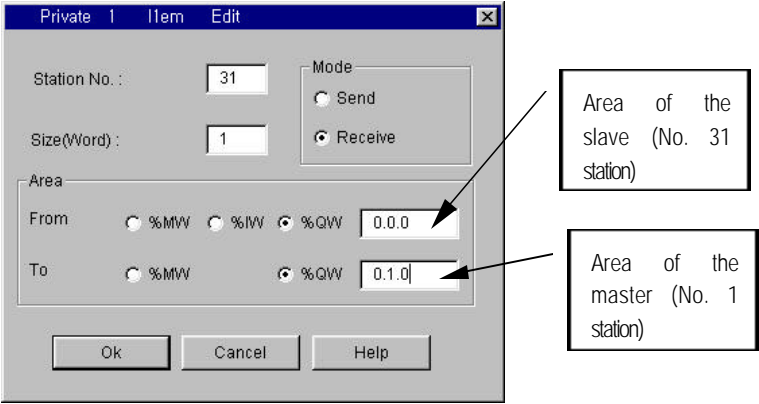 Private 1 l1em Edit
Station No. : 31
Size(Word) : 1
Mode
Send
Receive
Area
From %MW %IW %QW 0.0.0
To %MW %QW 0.1.0
Ok Cancel Help
Area of the
slave (No. 31
station)
Area of the
master (No. 1
station)